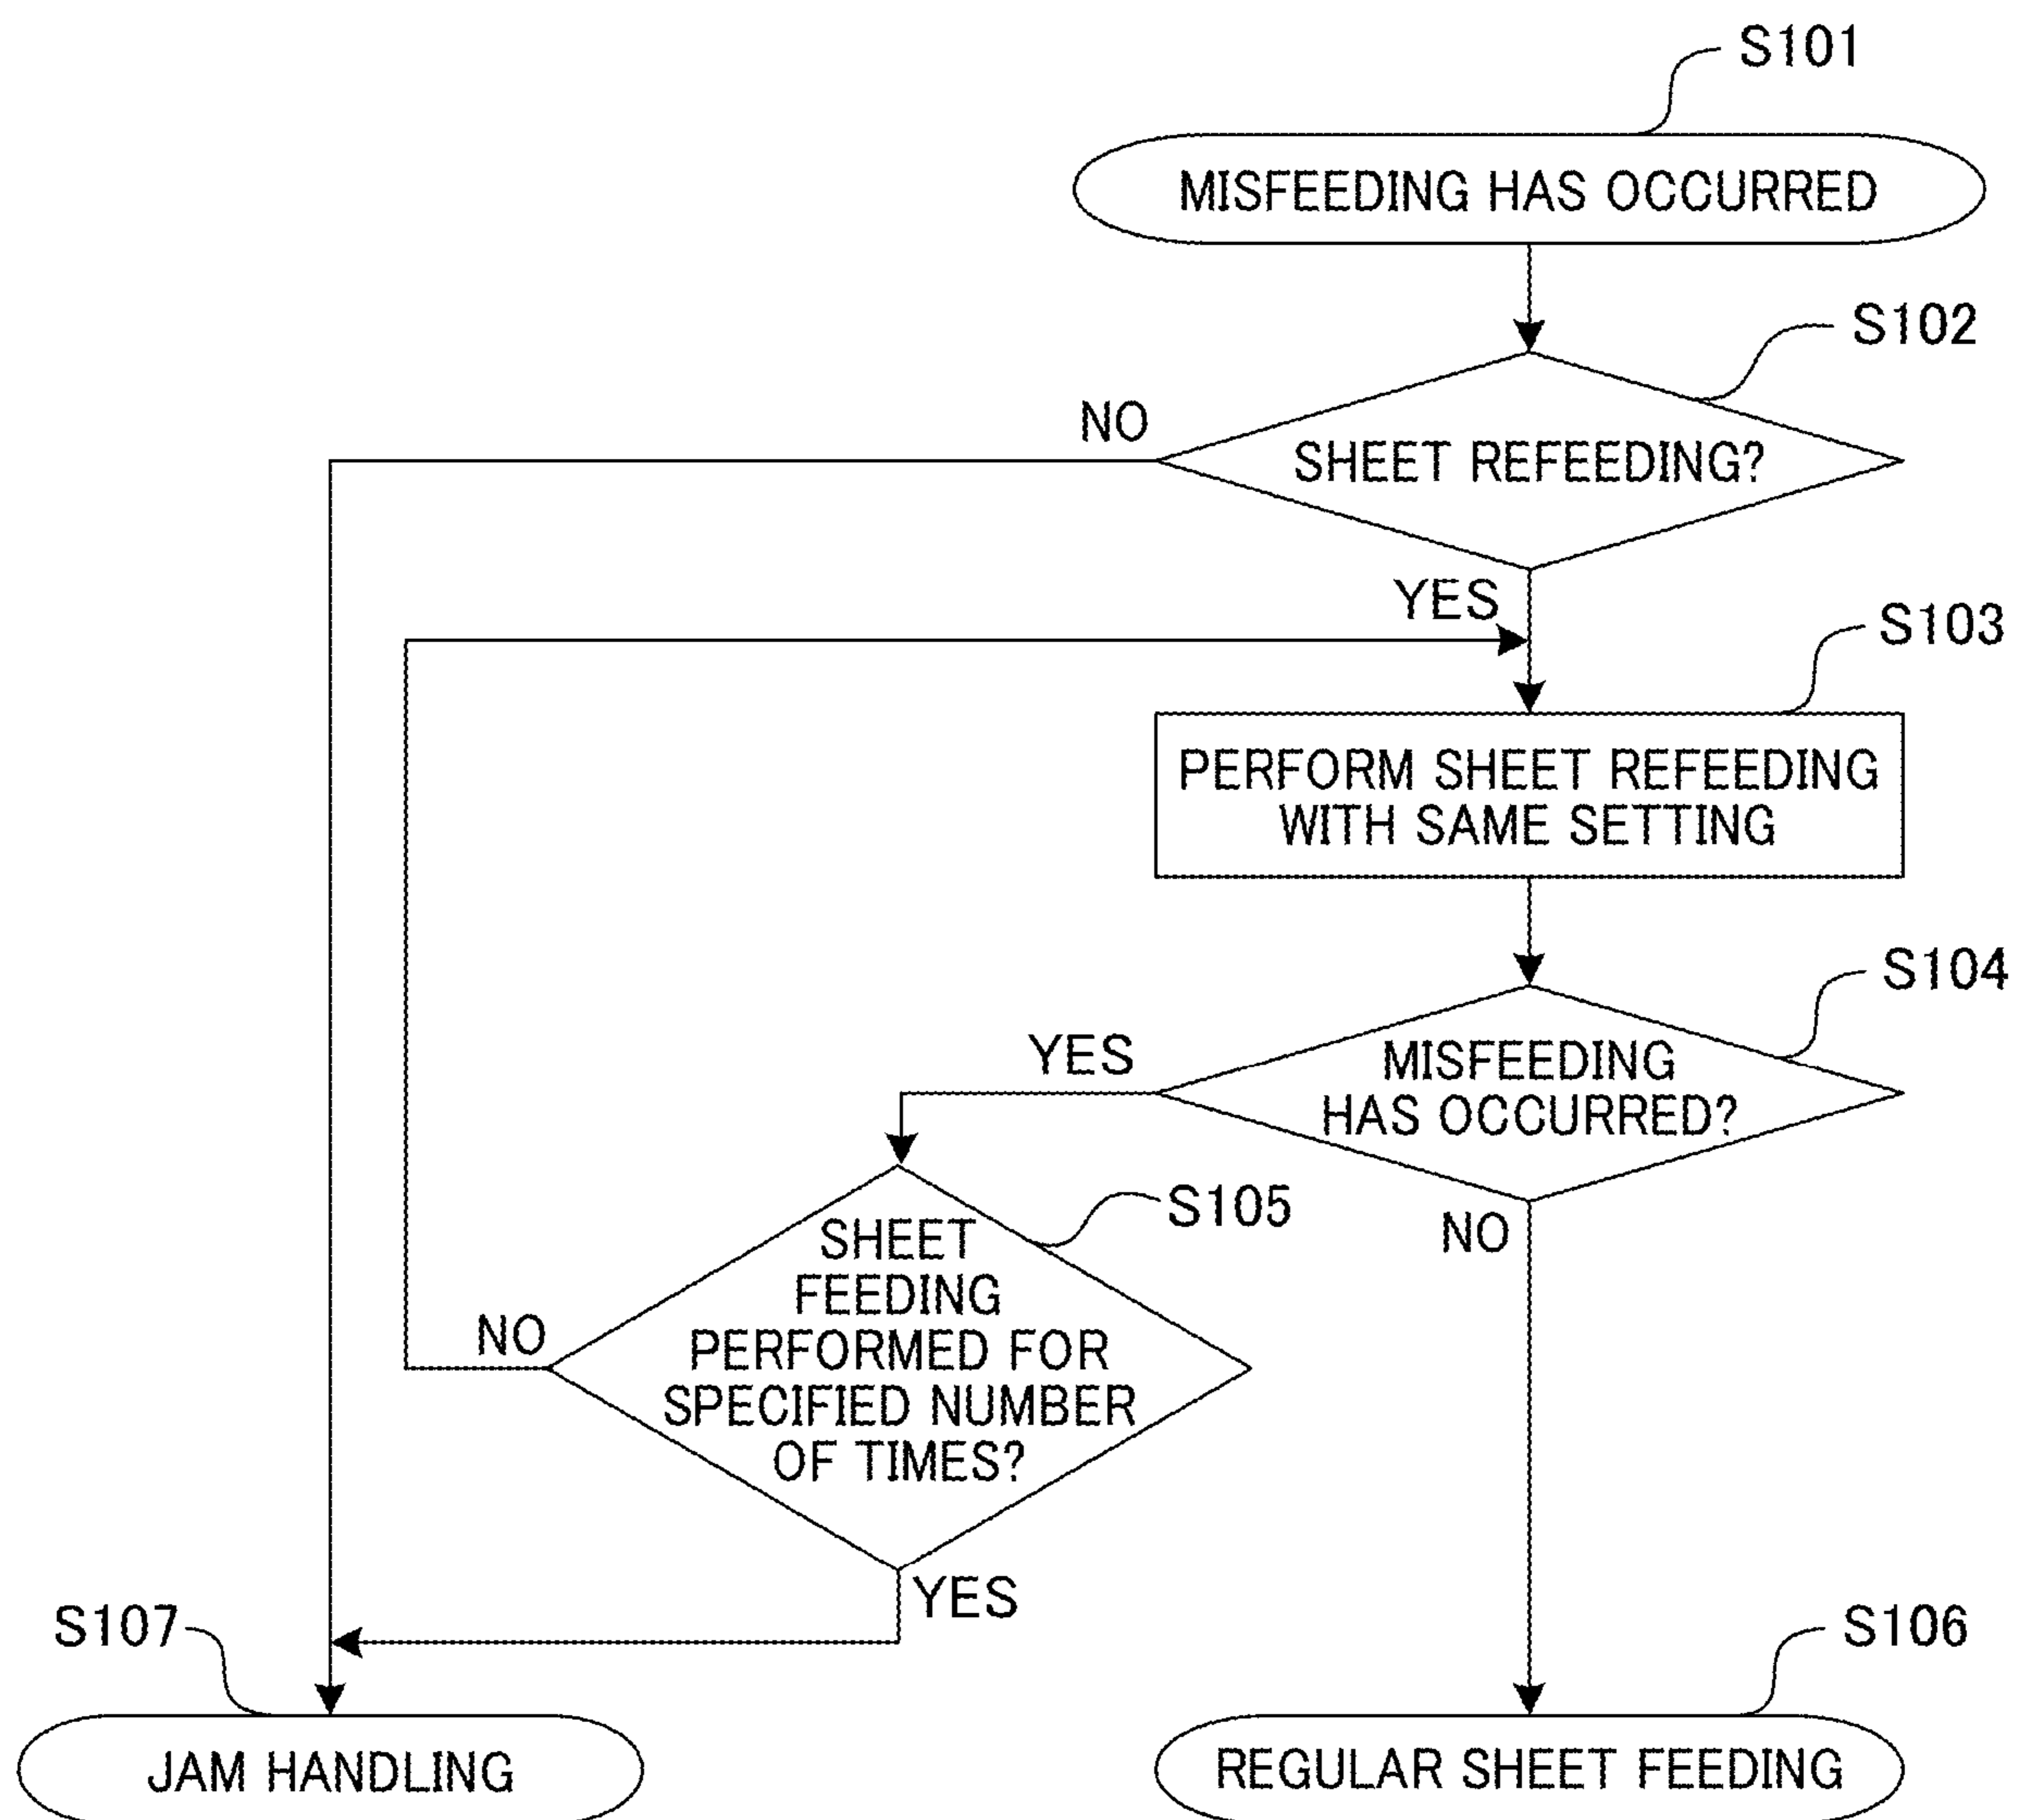 S101
MISFEEDING HAS OCCURRED
S102
NO
SHEET REFEEDING?
YES
S103
PERFORM SHEET REFEEDING
WITH SAME SETTING
S104
YES
MISFEEDING
HAS OCCURRED?
S105
NO
SHEET
FEEDING
PERFORMED FOR
SPECIFIED NUMBER
OF TIMES?
NO
YES
S107
S106
JAM HANDLING
REGULAR SHEET FEEDING